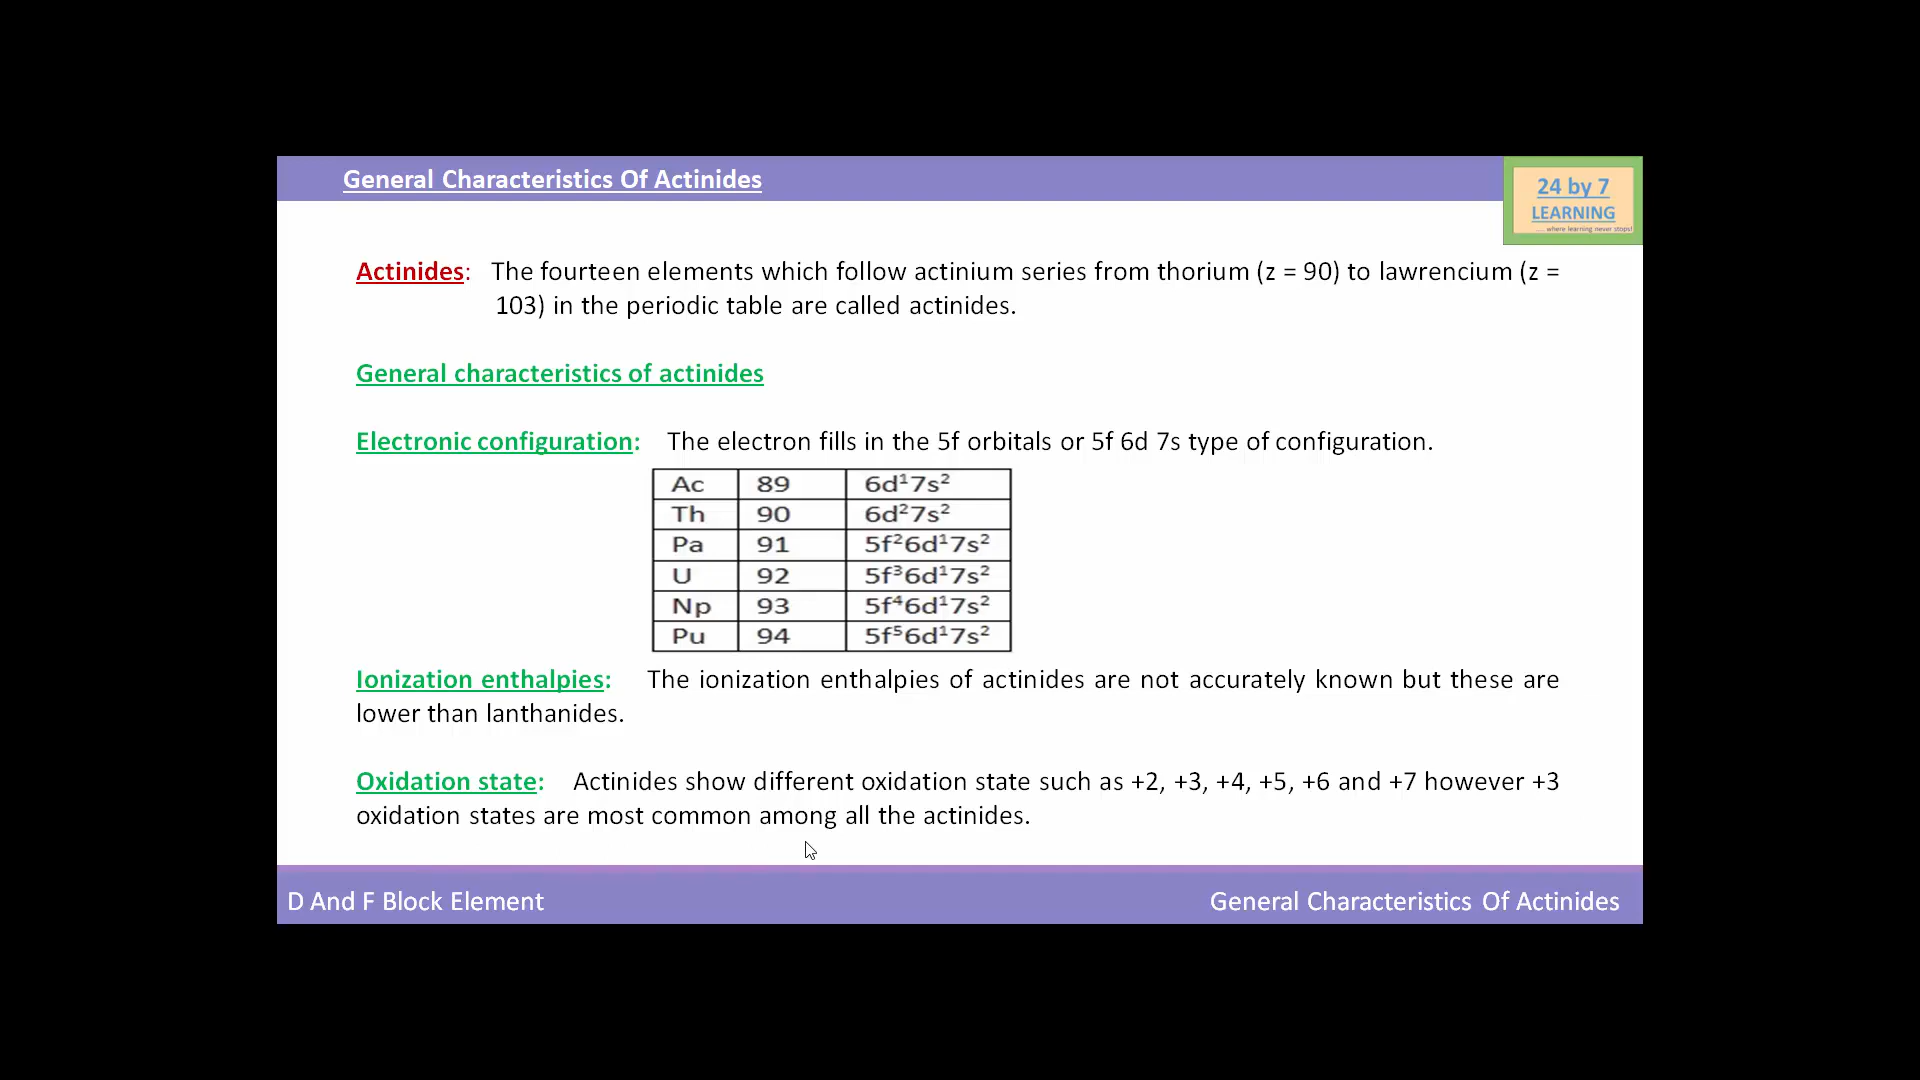 General Characteristics Of Actinides
24 by 7
LEARNING
.... where learning never stops!
Actinides: The fourteen elements which follow actinium series from thorium (z = 90) to lawrencium (z =
103) in the periodic table are called actinides.
General characteristics of actinides
Electronic configuration: The electron fills in the 5f orbitals or 5f 6d 7s type of configuration.
Ac 89 6d¹7s²
Th 90 6d²7s²
Pa 91 5f²6d¹7s²
U 92 5f³6d¹7s²
Np 93 5f⁴6d¹7s²
Pu 94 5f⁵6d¹7s²
Ionization enthalpies: The ionization enthalpies of actinides are not accurately known but these are
lower than lanthanides.
Oxidation state: Actinides show different oxidation state such as +2, +3, +4, +5, +6 and +7 however +3
oxidation states are most common among all the actinides.
D And F Block Element
General Characteristics Of Actinides